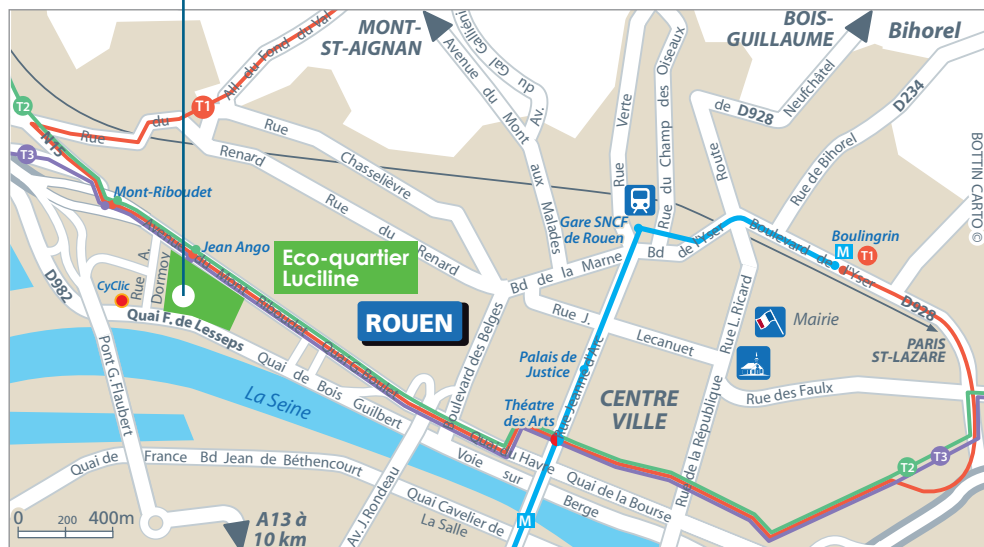 MONT-
ST-AIGNAN
BOIS-
GUILLAUME
Bihorel
T2
T1
All. du Fond du Val
Avenue du Mont aux Malades
Av. du Gal Galliéni
Rue Verte
Rue du Champ des Oiseaux
Route de Neufchâtel
D928
D234
Rue de Bihorel
BOTTIN CARTO ©
N15
T3
Rue du Renard
Rue Chasselièvre
Rue du Renard
Mont-Riboudet
Jean Ango
Avenue du Mont Riboudet
Eco-quartier
Luciline
Gare SNCF
de Rouen
Bd de la Marne
Bd de l'Yser
Boulevard de l'Yser
Boulingrin
M
T1
D928
D982
CyClic
Rue A.
Dormoy
Quai F. de Lesseps
ROUEN
Boulevard des Belges
Rue J. Lecanuet
Rue L. Ricard
Mairie
PARIS
ST-LAZARE
Pont G. Flaubert
La Seine
Quai de Bois Guilbert
Quai G. Boulet
Palais de
Justice
Rue Jeanne d'Arc
CENTRE
VILLE
Rue des Faulx
Théatre
des Arts
Rue de la République
Quai du Havre
Quai de la Bourse
Voie sur Berge
T2
T3
Quai de France
Bd Jean de Béthencourt
Av. J. Rondeau
Quai Cavelier de
La Salle
M
0 200 400m
A13 à
10 km